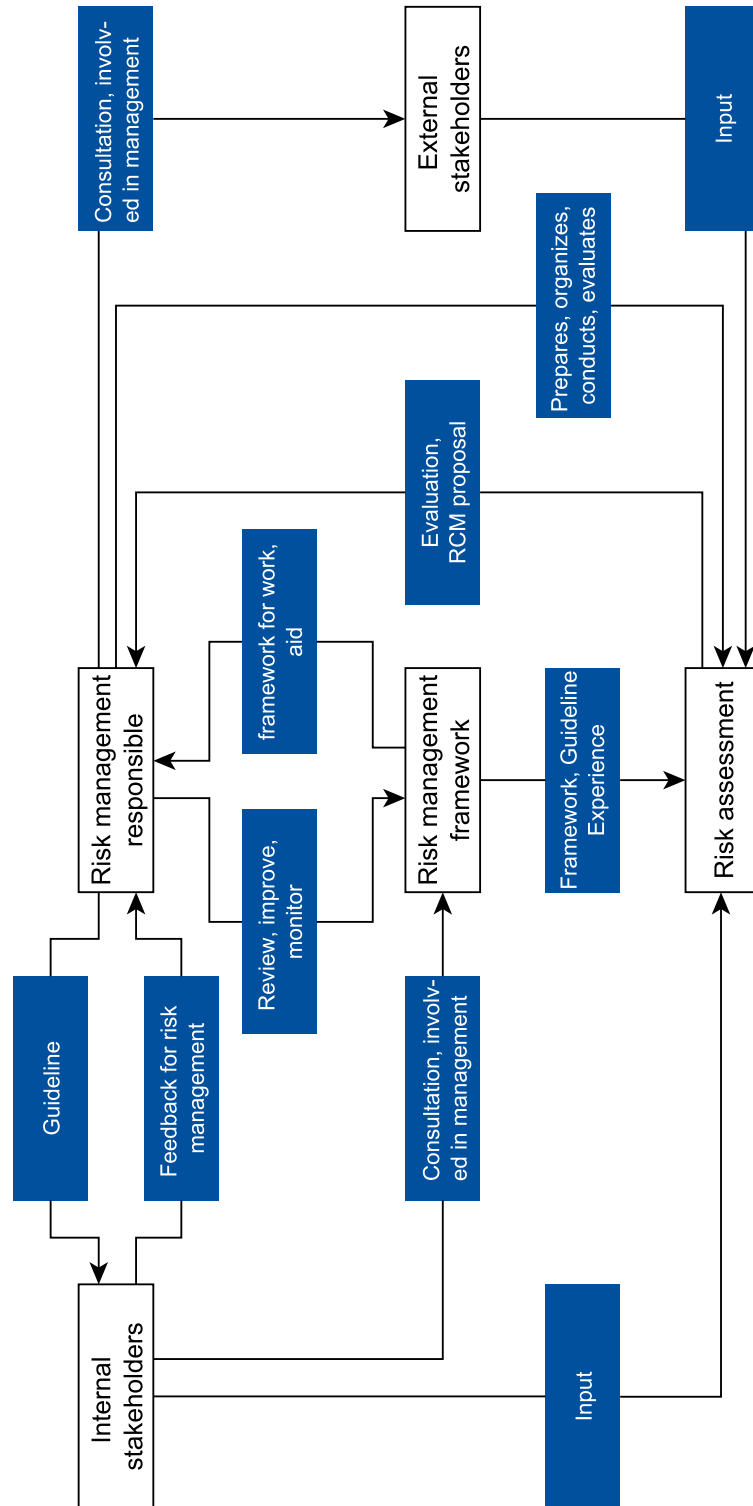 Guideline
Internal
stakeholders
Risk management
responsible
Consultation, involv-
ed in management
Feedback for risk
management
Review, improve,
monitor
framework for work,
aid
Consultation, involv-
ed in management
Risk management
framework
Evaluation,
RCM proposal
External
stakeholders
Input
Framework, Guideline
Experience
Prepares, organizes,
conducts, evaluates
Risk assessment
Input